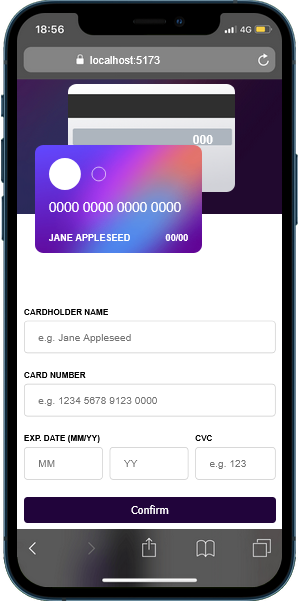 18:56
4G
localhost:5173
000
0000 0000 0000 0000
JANE APPLESEED 00/00
CARDHOLDER NAME
e.g. Jane Appleseed
CARD NUMBER
e.g. 1234 5678 9123 0000
EXP. DATE (MM/YY) CVC
MM YY e.g. 123
Confirm